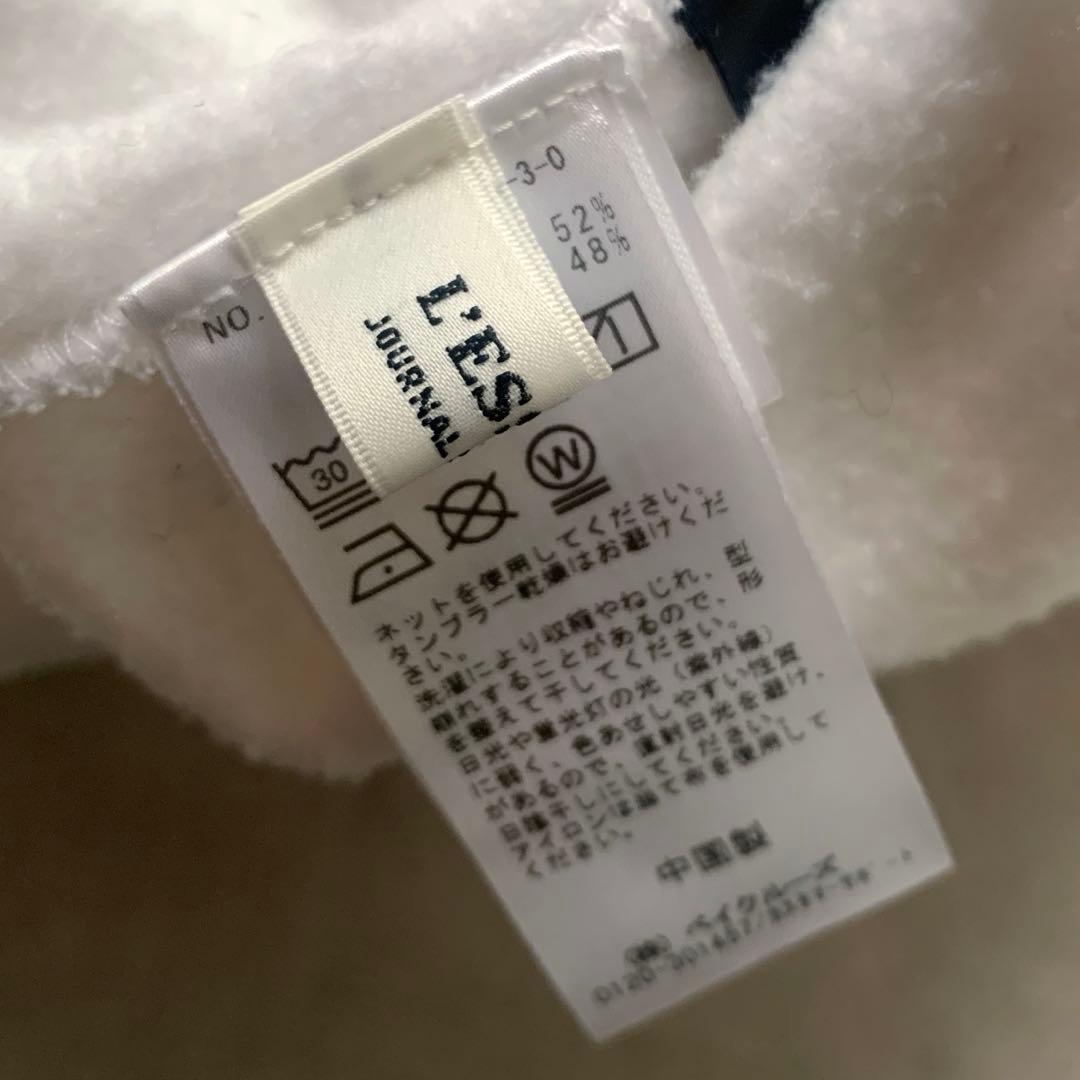 -3-0
NO.
52%
48%
L'ES
JOURNAL
30
W
ネットを使用してください。
タンブラー乾燥はお避けくだ
さい。
洗濯により収縮やねじれ、型
崩れすることがあるので、形
を整えて干してください。
日光や蛍光灯の光(紫外線)
に弱く、色あせしやすい性質
があるので、直射日光を避け、
日陰干しにしてください。
アイロンは当て布を使用して
ください。
中国製
(株) ベイクルーズ
0120-301457